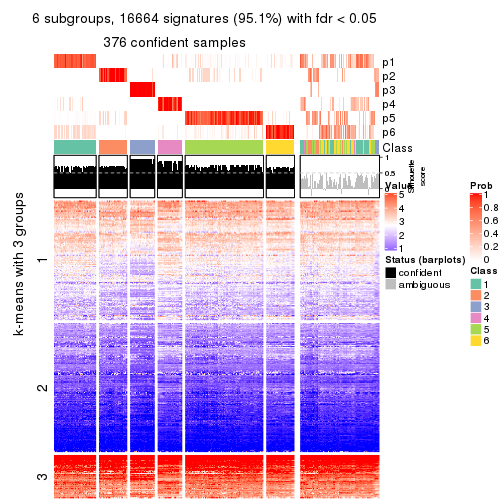 6 subgroups, 16664 signatures (95.1%) with fdr < 0.05
376 confident samples
p1
p2
p3
p4
p5
p6
Class
1
0.5
0
Silhouette
score
k-means with 3 groups
1
2
3
Value
5
4
3
2
1
Status (barplots)
confident
ambiguous
Prob
1
0.8
0.6
0.4
0.2
0
Class
1
2
3
4
5
6